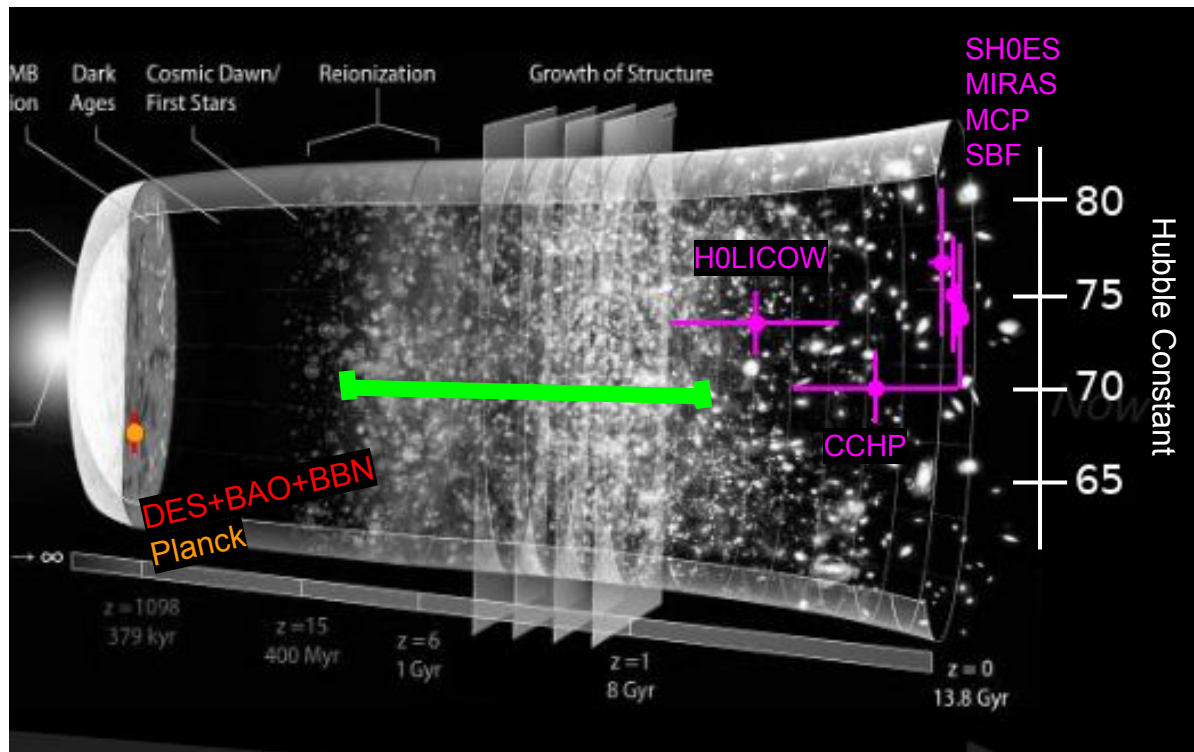 MB
ion
Dark
Ages
Cosmic Dawn/
First Stars
Reionization
Growth of Structure
SH0ES
MIRAS
MCP
SBF
80
75
70
65
Hubble Constant
Now
H0LICOW
CCHP
DES+BAO+BBN
Planck
→ ∞
z = 1098
379 kyr
z = 15
400 Myr
z = 6
1 Gyr
z = 1
8 Gyr
z = 0
13.8 Gyr